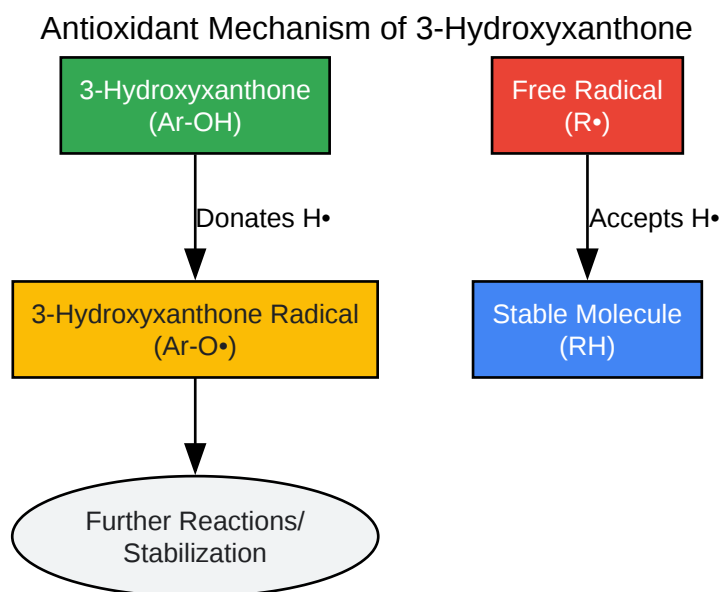 Antioxidant Mechanism of 3-Hydroxyxanthone
3-Hydroxyxanthone
(Ar-OH)
Free Radical
(R•)
Donates H•
Accepts H•
3-Hydroxyxanthone Radical
(Ar-O•)
Stable Molecule
(RH)
Further Reactions/
Stabilization